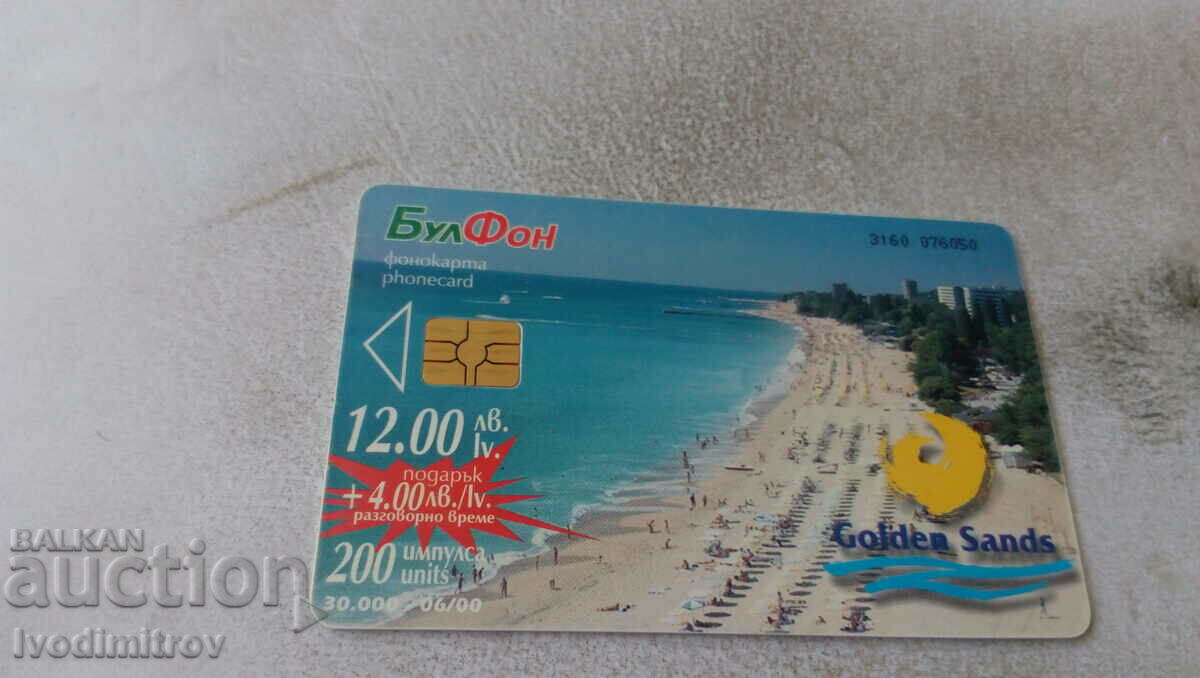 БулФон
3160 076050
фонокарта
phonecard
12.00 лв.
lv.
подарък
+4.00лв./lv.
разговорно време
200 импулса
units
30.000 / 06/00
Golden Sands
BALKAN
auction
Ivodimitrov